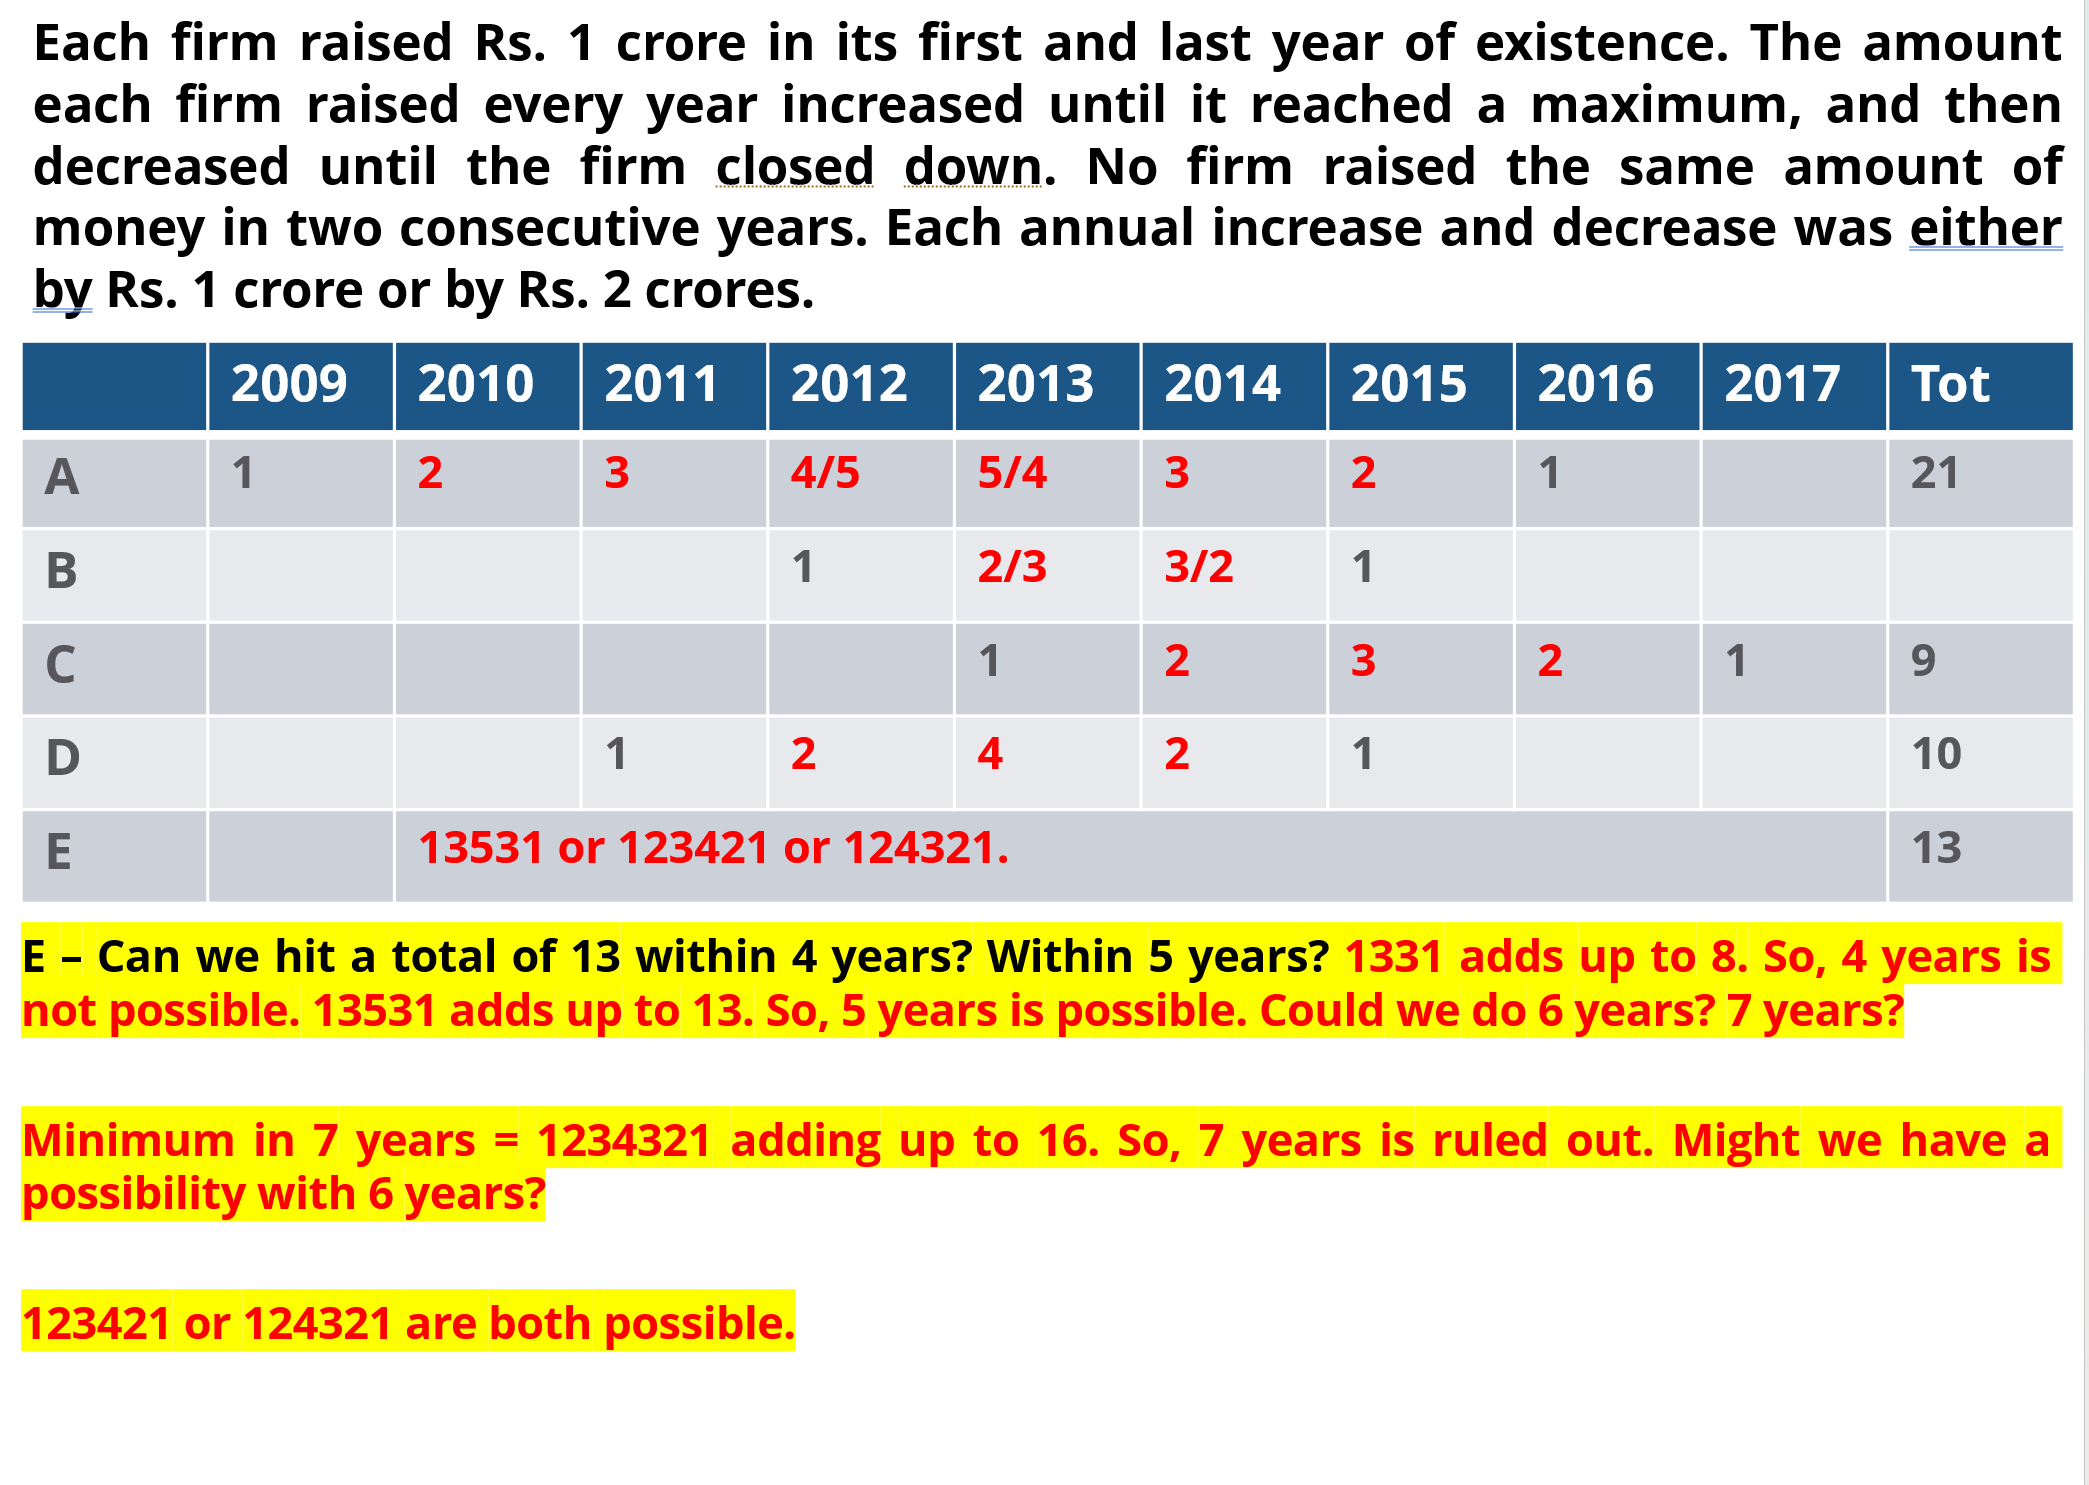 Each firm raised Rs. 1 crore in its first and last year of existence. The amount
each firm raised every year increased until it reached a maximum, and then
decreased until the firm closed down. No firm raised the same amount of
money in two consecutive years. Each annual increase and decrease was either
by Rs. 1 crore or by Rs. 2 crores.
2009 2010 2011 2012 2013 2014 2015 2016 2017 Tot
A 1 2 3 4/5 5/4 3 2 1 21
B 1 2/3 3/2 1
C 1 2 3 2 1 9
D 1 2 4 2 1 10
E 13531 or 123421 or 124321. 13
E – Can we hit a total of 13 within 4 years? Within 5 years? 1331 adds up to 8. So, 4 years is
not possible. 13531 adds up to 13. So, 5 years is possible. Could we do 6 years? 7 years?
Minimum in 7 years = 1234321 adding up to 16. So, 7 years is ruled out. Might we have a
possibility with 6 years?
123421 or 124321 are both possible.